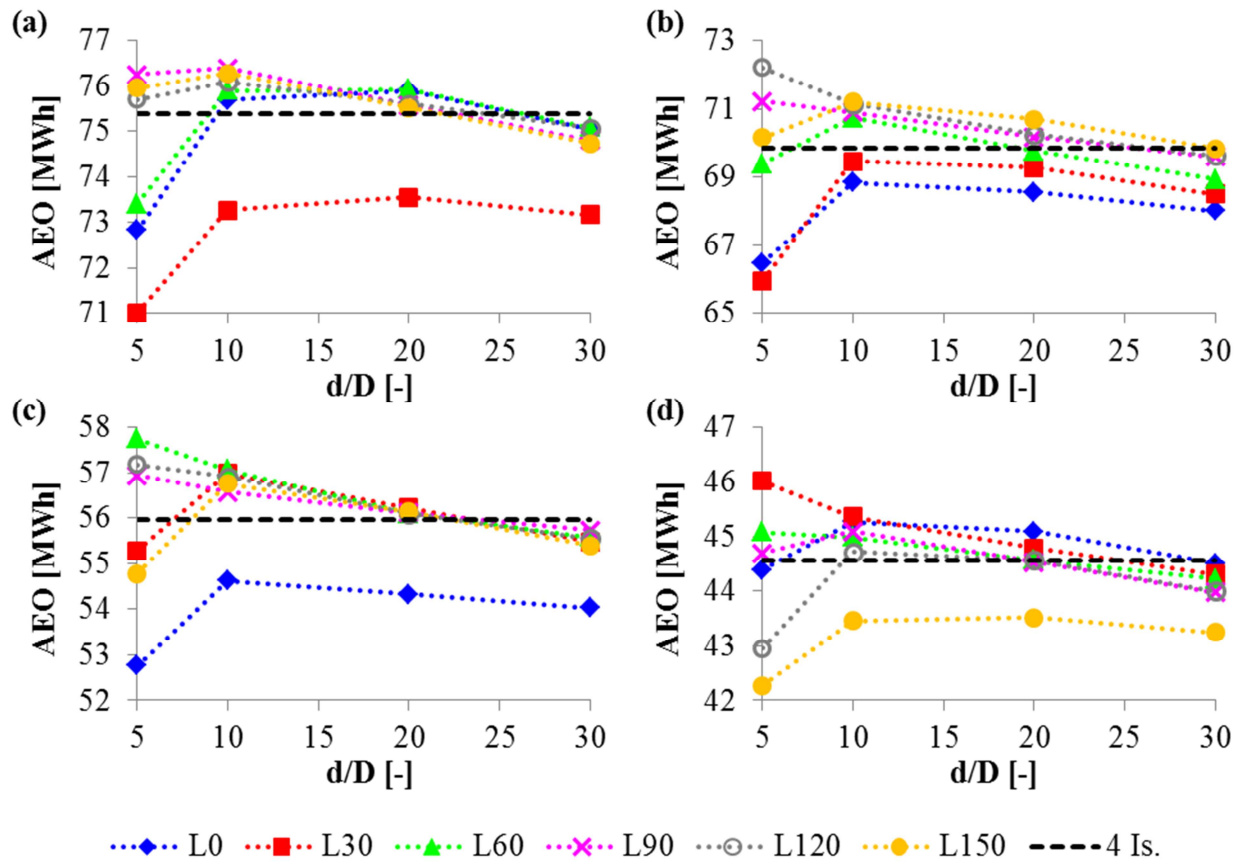 (a)
77
76
75
74
73
72
71
AEO [MWh]
5 10 15 20 25 30
d/D [-]
(b)
73
71
69
67
65
AEO [MWh]
5 10 15 20 25 30
d/D [-]
(c)
58
57
56
55
54
53
52
AEO [MWh]
5 10 15 20 25 30
d/D [-]
(d)
47
46
45
44
43
42
AEO [MWh]
5 10 15 20 25 30
d/D [-]
L0 L30 L60 L90 L120 L150 4 Is.